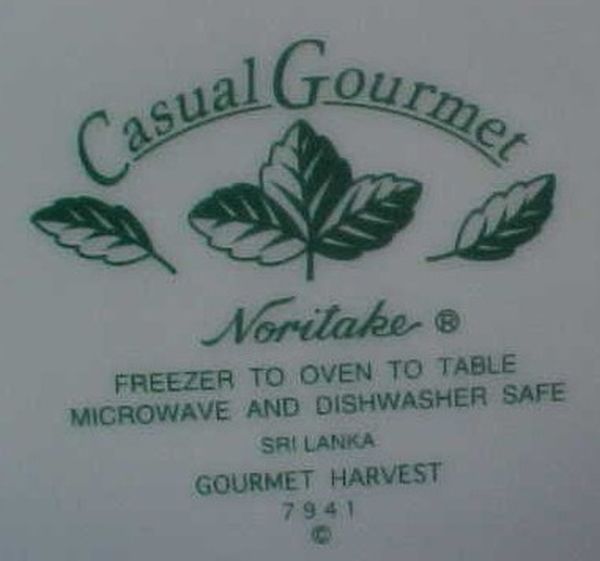 Casual Gourmet
Noritake ®
FREEZER TO OVEN TO TABLE
MICROWAVE AND DISHWASHER SAFE
SRI LANKA
GOURMET HARVEST
7941
©